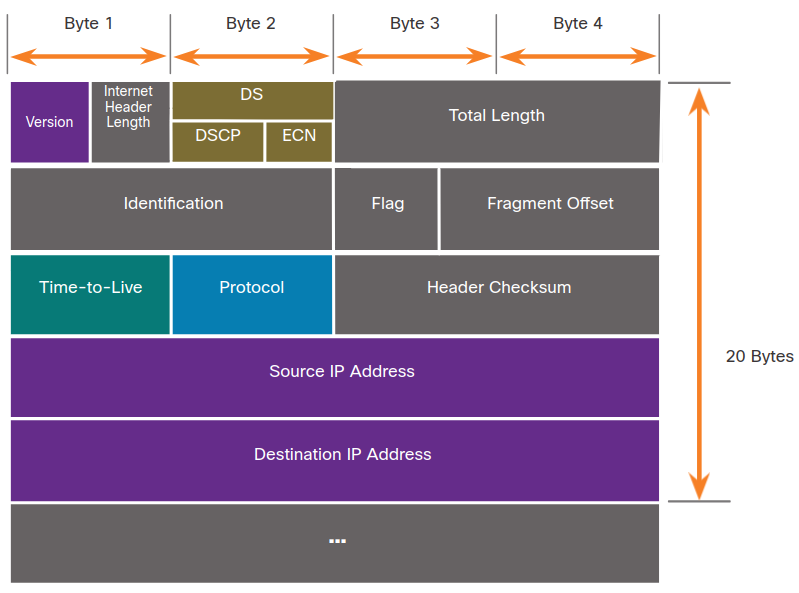 Byte 1
Byte 2
Byte 3
Byte 4
Version
Internet
Header
Length
DS
DSCP
ECN
Total Length
Identification
Flag
Fragment Offset
Time-to-Live
Protocol
Header Checksum
Source IP Address
20 Bytes
Destination IP Address
...